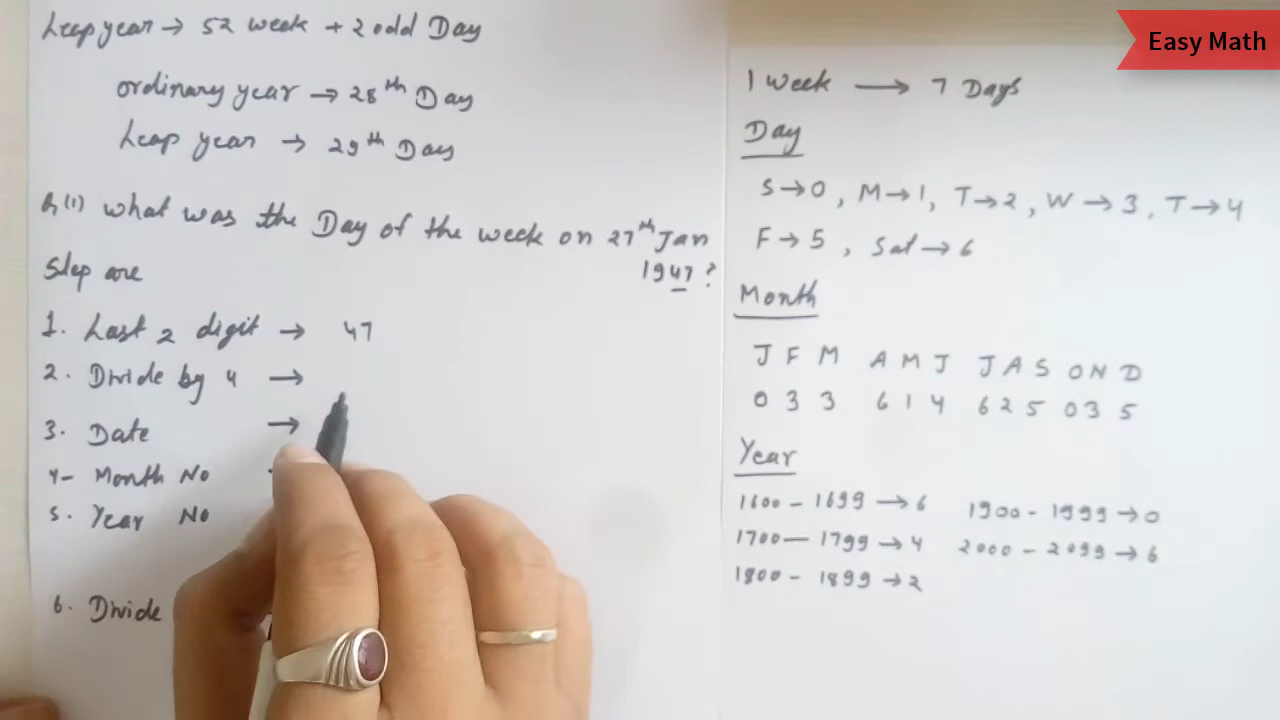 Leap year → 52 week + 2 odd Day
ordinary year → 28th Day
Leap year → 29th Day
Q(1) what was the Day of the week on 27th Jan
1947?
Step are
1. Last 2 digit → 47
2. Divide by 4 →
3. Date →
4- Month No
5. Year No
6. Divide
Easy Math
1 Week → 7 Days
Day
S→0, M→1, T→2, W→3, T→4
F→5, Sat→6
Month
J F M A M J J A S O N D
0 3 3 6 1 4 6 2 5 0 3 5
Year
1600 - 1699 → 6 1900 - 1999 → 0
1700 - 1799 → 4 2000 - 2099 → 6
1800 - 1899 → 2